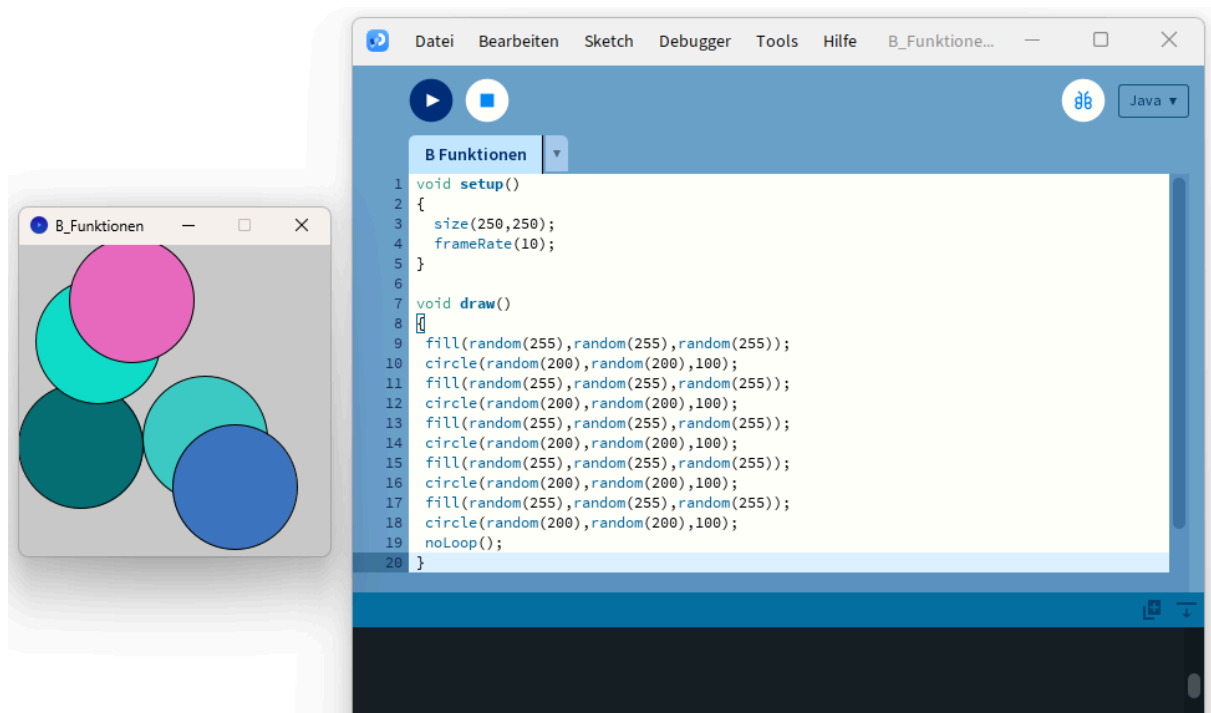 Datei Bearbeiten Sketch Debugger Tools Hilfe B_Funktione...
Java
B Funktionen
B_Funktionen
1 void setup()
2 {
3 size(250,250);
4 frameRate(10);
5 }
6
7 void draw()
8 {
9 fill(random(255),random(255),random(255));
10 circle(random(200),random(200),100);
11 fill(random(255),random(255),random(255));
12 circle(random(200),random(200),100);
13 fill(random(255),random(255),random(255));
14 circle(random(200),random(200),100);
15 fill(random(255),random(255),random(255));
16 circle(random(200),random(200),100);
17 fill(random(255),random(255),random(255));
18 circle(random(200),random(200),100);
19 noLoop();
20 }